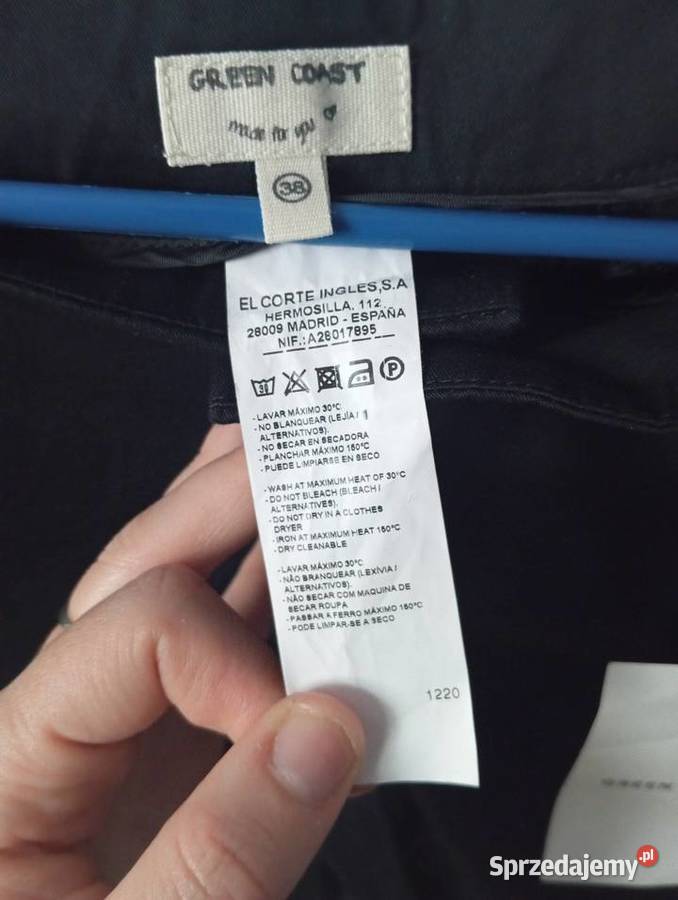 GREEN COAST
made for you
38
EL CORTE INGLES,S.A
HERMOSILLA, 112
28009 MADRID - ESPAÑA
NIF.:A28017895
30
P
- LAVAR MÁXIMO 30°C
- NO BLANQUEAR (LEJIA /
ALTERNATIVOS).
- NO SECAR EN SECADORA
- PLANCHAR MÁXIMO 150°C
- PUEDE LIMPIARSE EN SECO
- WASH AT MAXIMUM HEAT OF 30°C
- DO NOT BLEACH (BLEACH /
ALTERNATIVES).
- DO NOT DRY IN A CLOTHES
DRYER
- IRON AT MAXIMUM HEAT 150°C
- DRY CLEANABLE
- LAVAR MÁXIMO 30°C
- NÃO BRANQUEAR (LEXÍVIA /
ALTERNATIVOS).
- NÃO SECAR COM MAQUINA DE
SECAR ROUPA
- PASSAR A FERRO MÁXIMO 150°C
- PODE LIMPAR-SE A SECO
1220
Sprzedajemy.pl